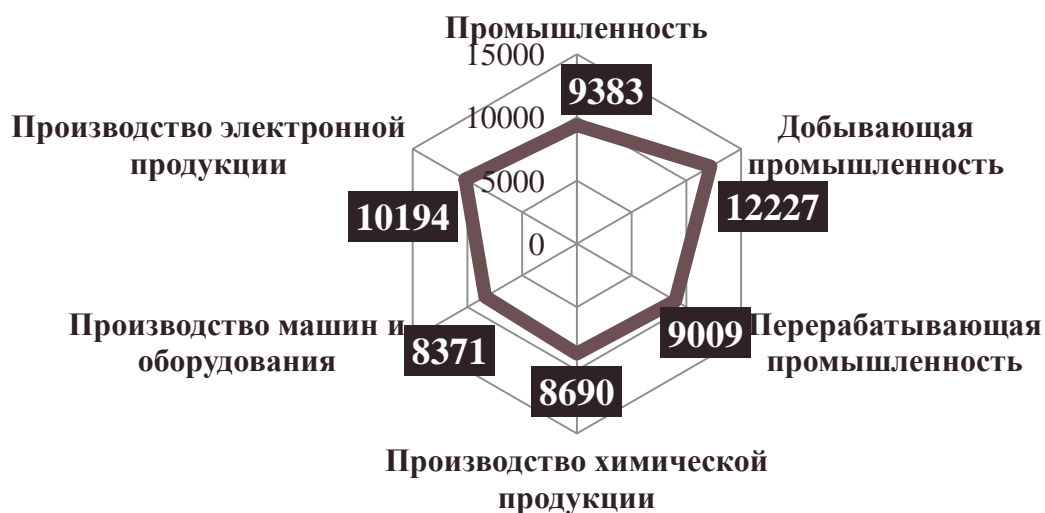 Промышленность
15000
9383
10000
5000
0
Добывающая
промышленность
12227
Перерабатывающая
промышленность
9009
8690
Производство химической
продукции
Производство машин и
оборудования
8371
Производство электронной
продукции
10194